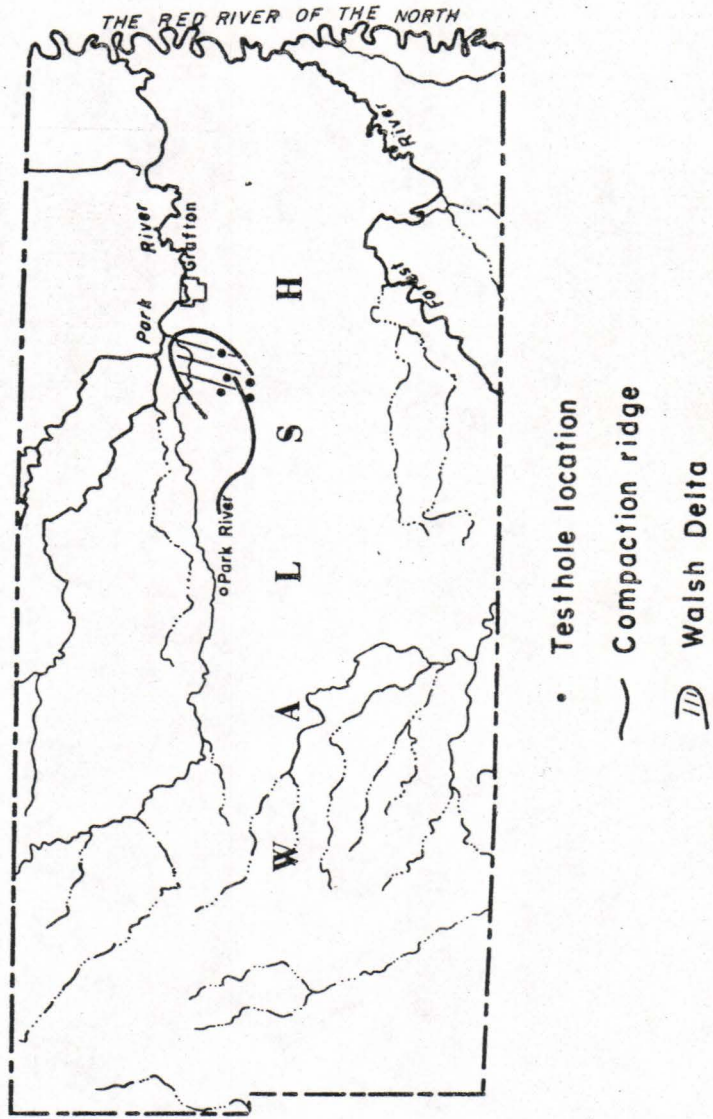 THE RED RIVER OF THE NORTH
Park River
Grafton
Forest River
Park River
W A L S H
Testhole location
Compaction ridge
Walsh Delta